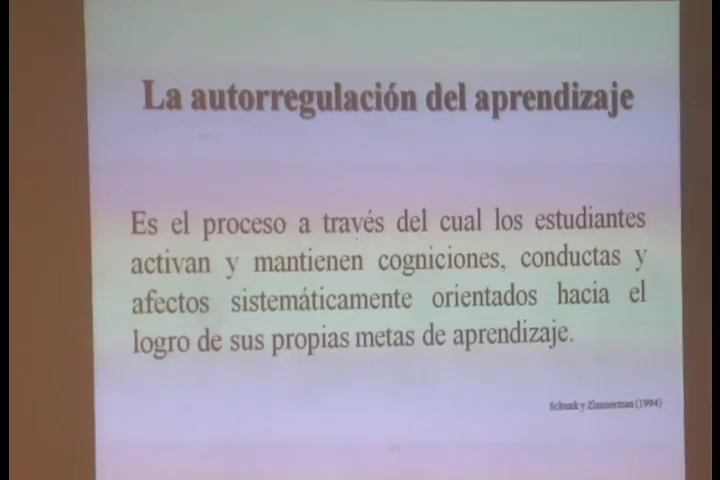 La autorregulación del aprendizaje
Es el proceso a través del cual los estudiantes
activan y mantienen cogniciones, conductas y
afectos sistemáticamente orientados hacia el
logro de sus propias metas de aprendizaje.
Schunk y Zimmerman (1994)